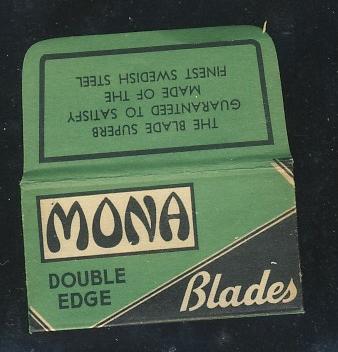 THE BLADE SUPERB
GUARANTEED TO SATISFY
MADE OF THE
FINEST SWEDISH STEEL
MONA
DOUBLE
EDGE
Blades